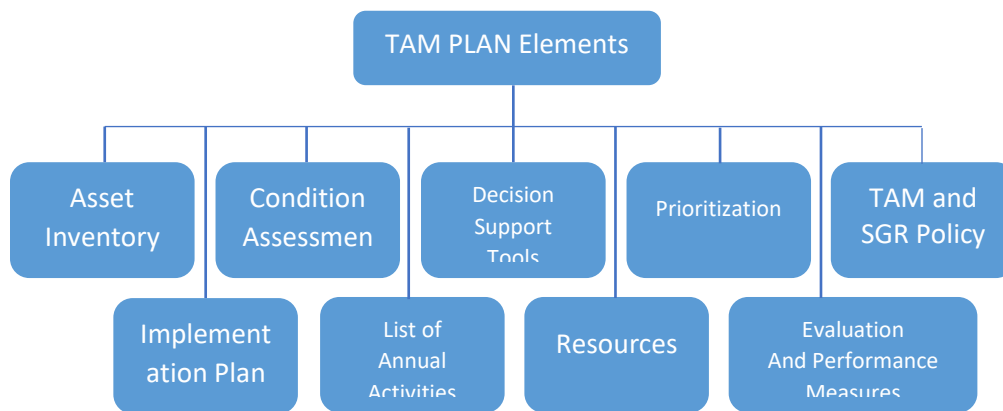 TAM PLAN Elements
Asset
Inventory
Condition
Assessmen
Decision
Support
Tools
Prioritization
TAM and
SGR Policy
Implement
ation Plan
List of
Annual
Activities
Resources
Evaluation
And Performance
Measures